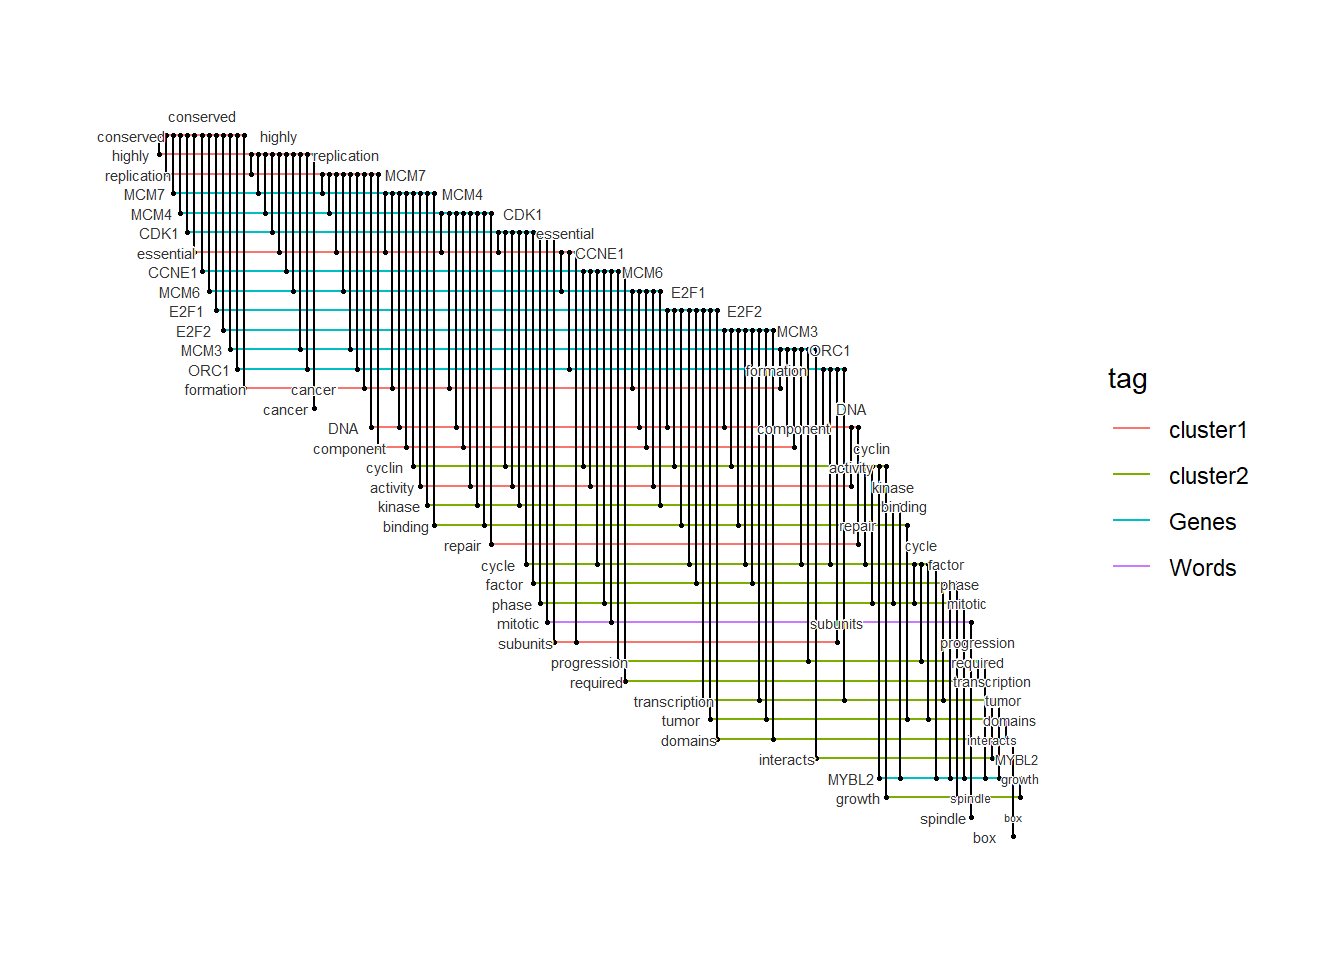 conserved
conserved
highly
highly
replication
replication
MCM7
MCM7
MCM4
MCM4
CDK1
CDK1
essential
essential
CCNE1
CCNE1
MCM6
MCM6
E2F1
E2F1
E2F2
E2F2
MCM3
MCM3
ORC1
ORC1
formation
formation
cancer
cancer
DNA
DNA
component
component
cyclin
cyclin
activity
activity
kinase
kinase
binding
binding
repair
repair
cycle
cycle
factor
factor
phase
phase
mitotic
mitotic
subunits
subunits
progression
progression
required
required
transcription
transcription
tumor
tumor
domains
domains
interacts
interacts
MYBL2
MYBL2
growth
growth
spindle
spindle
box
box
tag
cluster1
cluster2
Genes
Words